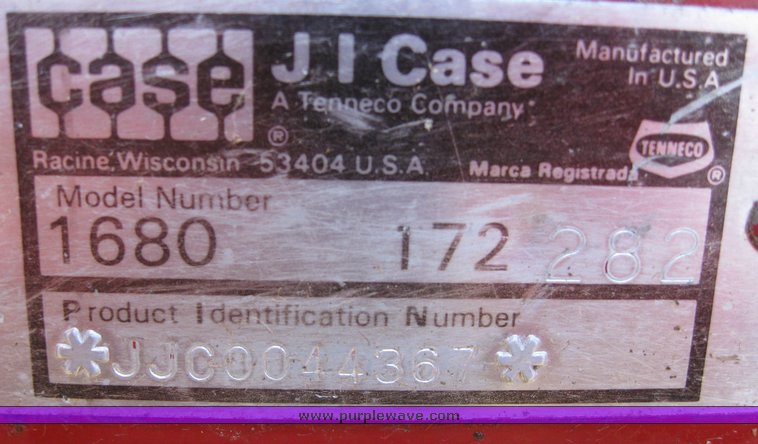 case
J I Case
Manufactured
In U.S.A
A Tenneco Company
®
TENNECO
Racine, Wisconsin 53404 U.S.A.
Marca Registrada
®
Model Number
1680 172 282
Product Identification Number
*JJC0044367*
www.purplewave.com